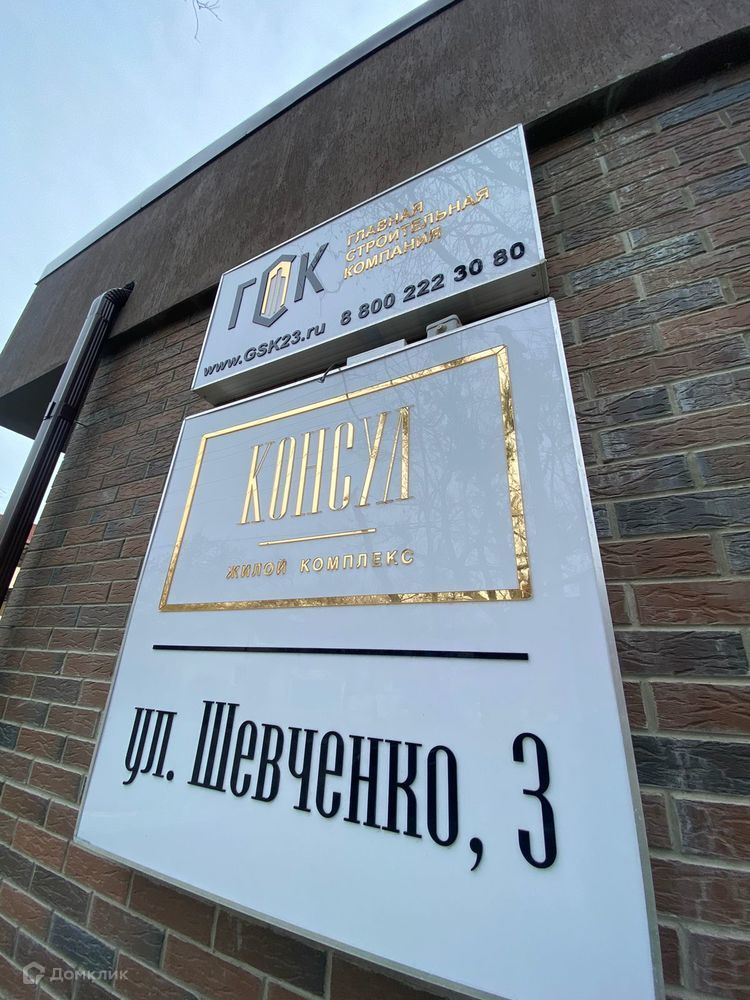 ГСК
ГЛАВНАЯ
СТРОИТЕЛЬНАЯ
КОМПАНИЯ
www.GSK23.ru 8 800 222 30 80
КОНСУЛ
ЖИЛОЙ КОМПЛЕКС
ул. Шевченко, 3
Домклик